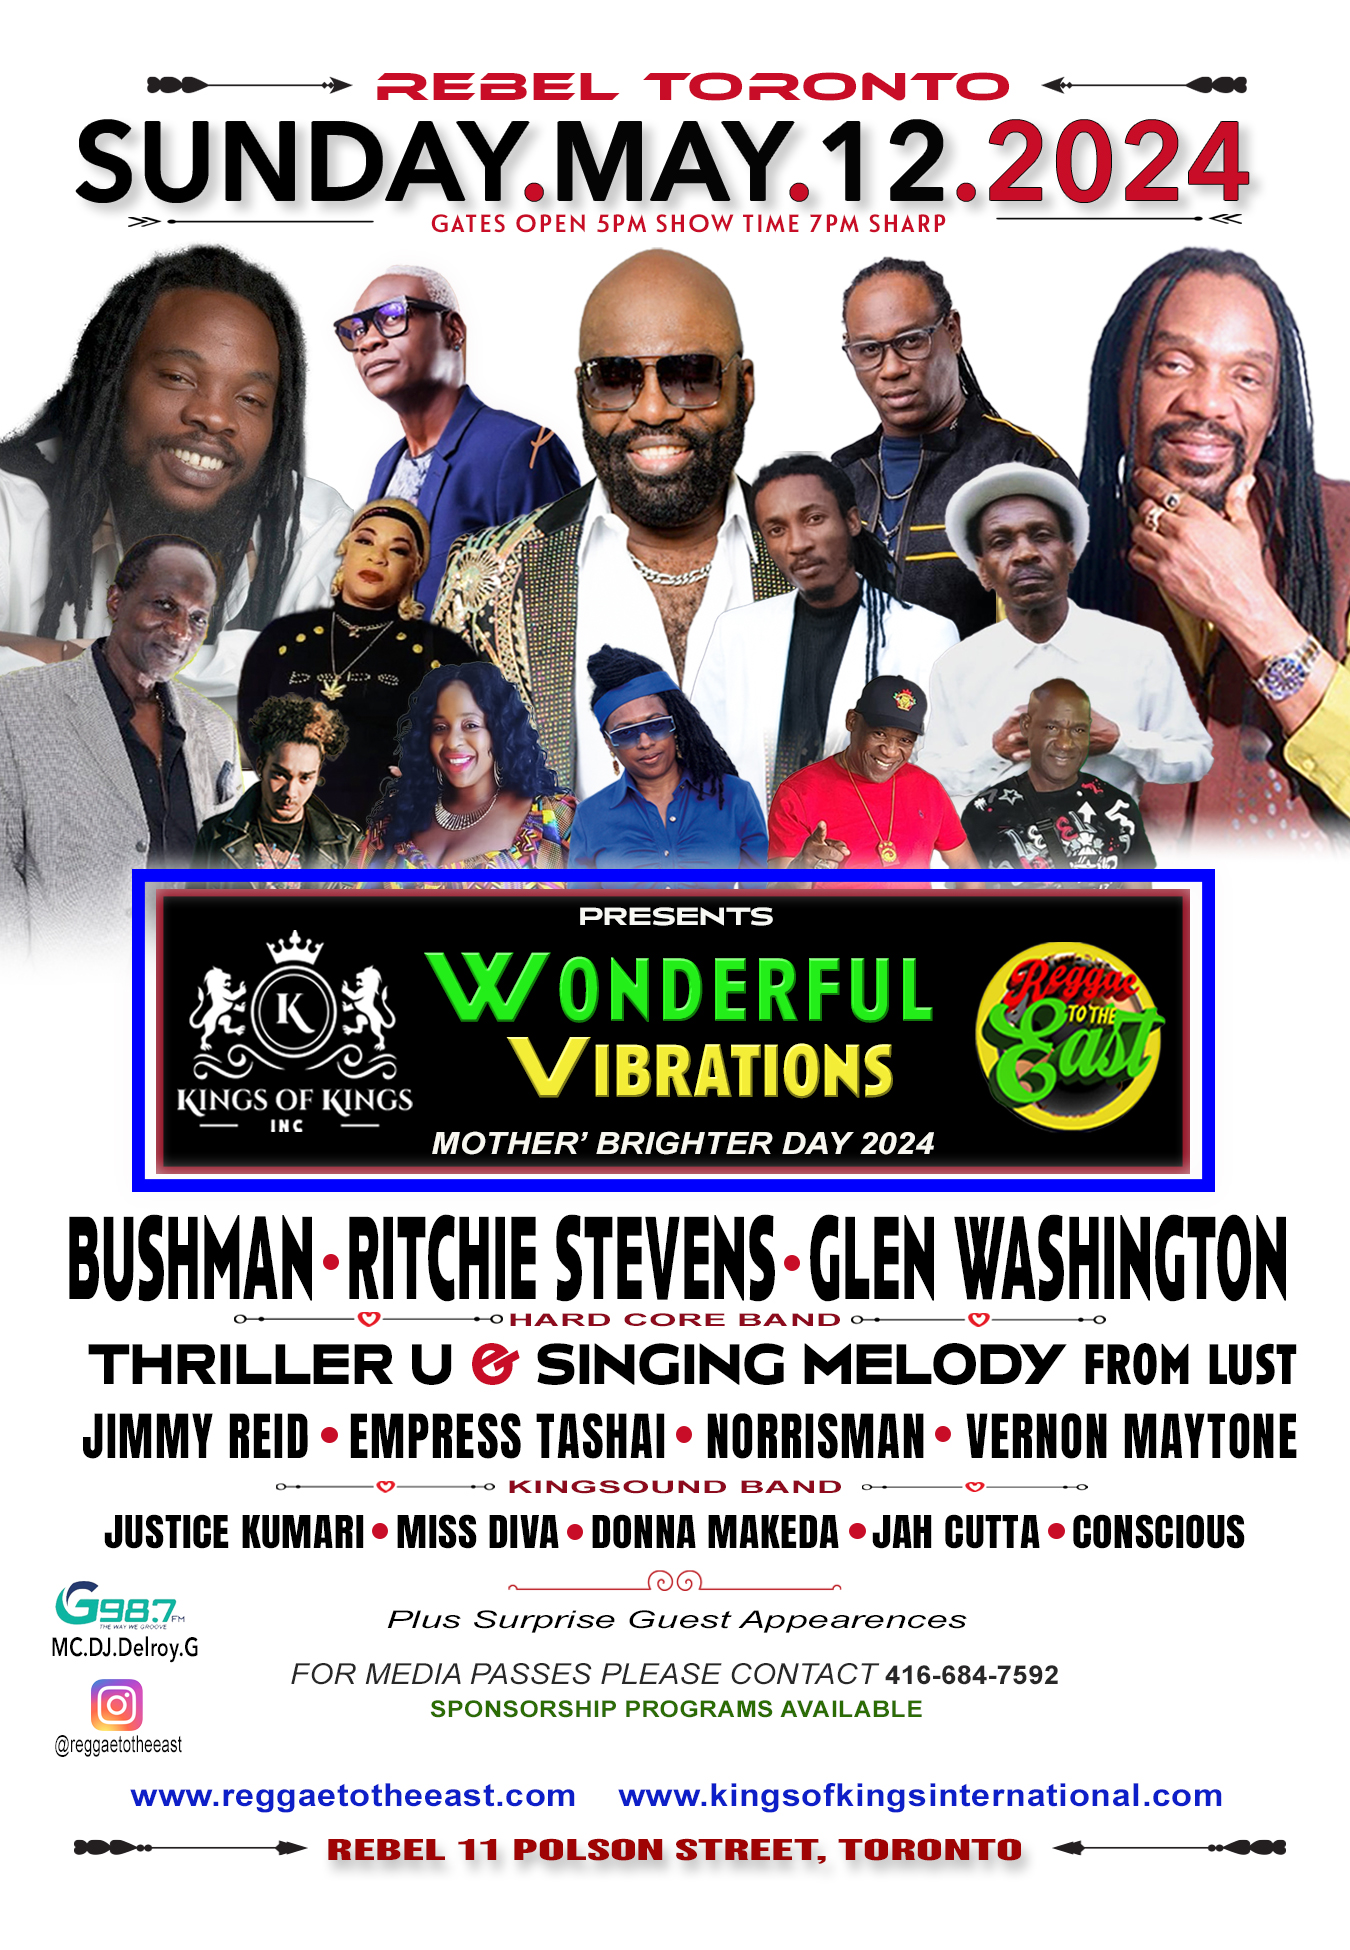 REBEL TORONTO
SUNDAY.MAY.12.2024
GATES OPEN 5PM SHOW TIME 7PM SHARP
PRESENTS
K
KINGS OF KINGS
INC
WONDERFUL
VIBRATIONS
MOTHER’ BRIGHTER DAY 2024
Reggae
TO THE
East
BUSHMAN • RITCHIE STEVENS • GLEN WASHINGTON
HARD CORE BAND
THRILLER U & SINGING MELODY FROM LUST
JIMMY REID • EMPRESS TASHAI • NORRISMAN • VERNON MAYTONE
KINGSOUND BAND
JUSTICE KUMARI • MISS DIVA • DONNA MAKEDA • JAH CUTTA • CONSCIOUS
G98.7FM
THE WAY WE GROOVE
MC.DJ.Delroy.G
@reggaetotheeast
Plus Surprise Guest Appearences
FOR MEDIA PASSES PLEASE CONTACT 416-684-7592
SPONSORSHIP PROGRAMS AVAILABLE
www.reggaetotheeast.com www.kingsofkingsinternational.com
REBEL 11 POLSON STREET, TORONTO